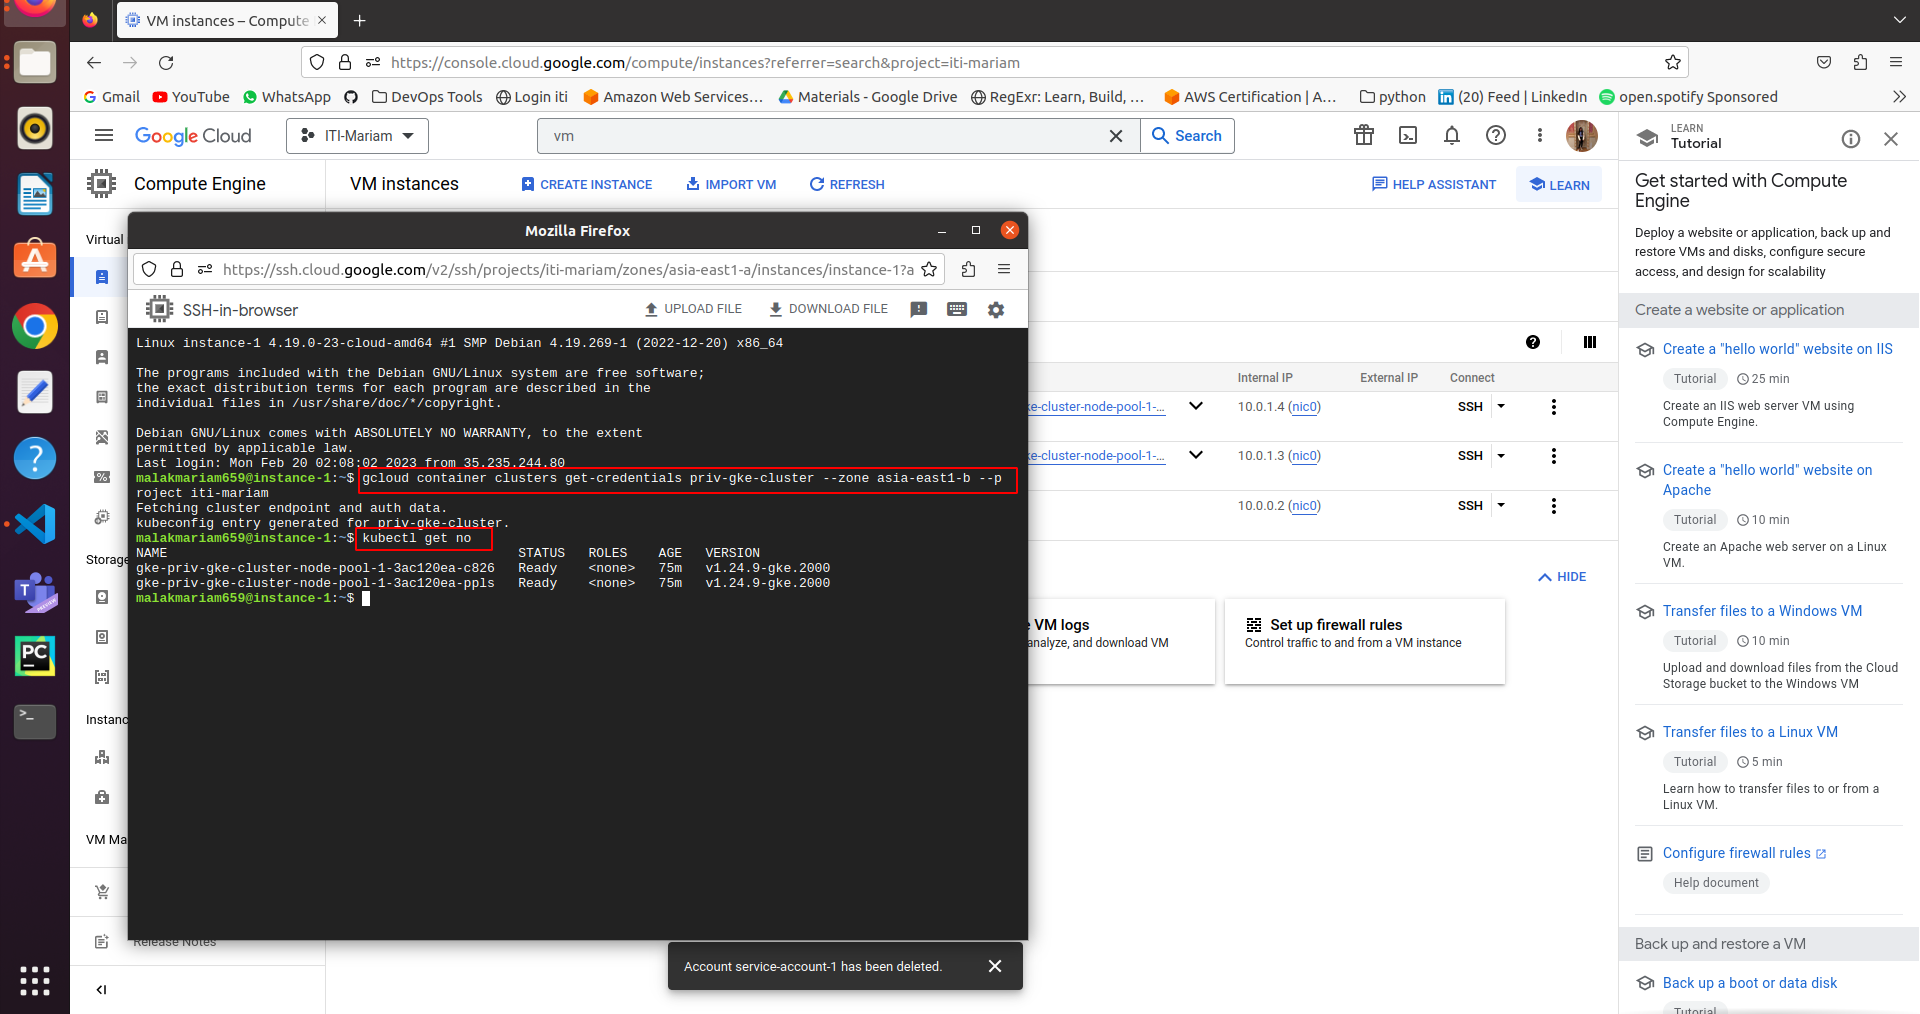 VM instances – Compute
https://console.cloud.google.com/compute/instances?referrer=search&project=iti-mariam
Gmail YouTube WhatsApp DevOps Tools Login iti Amazon Web Services… Materials - Google Drive RegExr: Learn, Build, … AWS Certification | A… python (20) Feed | LinkedIn open.spotify Sponsored
Google Cloud ITI-Mariam vm Search
LEARN
Tutorial
Compute Engine
VM instances CREATE INSTANCE IMPORT VM REFRESH HELP ASSISTANT LEARN
Virtual
Storage
Instanc
VM Ma
Release Notes
Mozilla Firefox
https://ssh.cloud.google.com/v2/ssh/projects/iti-mariam/zones/asia-east1-a/instances/instance-1?a
SSH-in-browser UPLOAD FILE DOWNLOAD FILE
Linux instance-1 4.19.0-23-cloud-amd64 #1 SMP Debian 4.19.269-1 (2022-12-20) x86_64
The programs included with the Debian GNU/Linux system are free software;
the exact distribution terms for each program are described in the
individual files in /usr/share/doc/*/copyright.
Debian GNU/Linux comes with ABSOLUTELY NO WARRANTY, to the extent
permitted by applicable law.
Last login: Mon Feb 20 02:08:02 2023 from 35.235.244.80
malakmariam659@instance-1:~$ gcloud container clusters get-credentials priv-gke-cluster --zone asia-east1-b --p
roject iti-mariam
Fetching cluster endpoint and auth data.
kubeconfig entry generated for priv-gke-cluster.
malakmariam659@instance-1:~$ kubectl get no
NAME STATUS ROLES AGE VERSION
gke-priv-gke-cluster-node-pool-1-3ac120ea-c826 Ready <none> 75m v1.24.9-gke.2000
gke-priv-gke-cluster-node-pool-1-3ac120ea-ppls Ready <none> 75m v1.24.9-gke.2000
malakmariam659@instance-1:~$
Internal IP External IP Connect
ke-cluster-node-pool-1-… 10.0.1.4 (nic0) SSH
ke-cluster-node-pool-1-… 10.0.1.3 (nic0) SSH
10.0.0.2 (nic0) SSH
HIDE
e VM logs
analyze, and download VM
Set up firewall rules
Control traffic to and from a VM instance
Account service-account-1 has been deleted.
Get started with Compute
Engine
Deploy a website or application, back up and
restore VMs and disks, configure secure
access, and design for scalability
Create a website or application
Create a "hello world" website on IIS
Tutorial 25 min
Create an IIS web server VM using
Compute Engine.
Create a "hello world" website on
Apache
Tutorial 10 min
Create an Apache web server on a Linux
VM.
Transfer files to a Windows VM
Tutorial 10 min
Upload and download files from the Cloud
Storage bucket to the Windows VM
Transfer files to a Linux VM
Tutorial 5 min
Learn how to transfer files to or from a
Linux VM.
Configure firewall rules
Help document
Back up and restore a VM
Back up a boot or data disk
Tutorial
PC